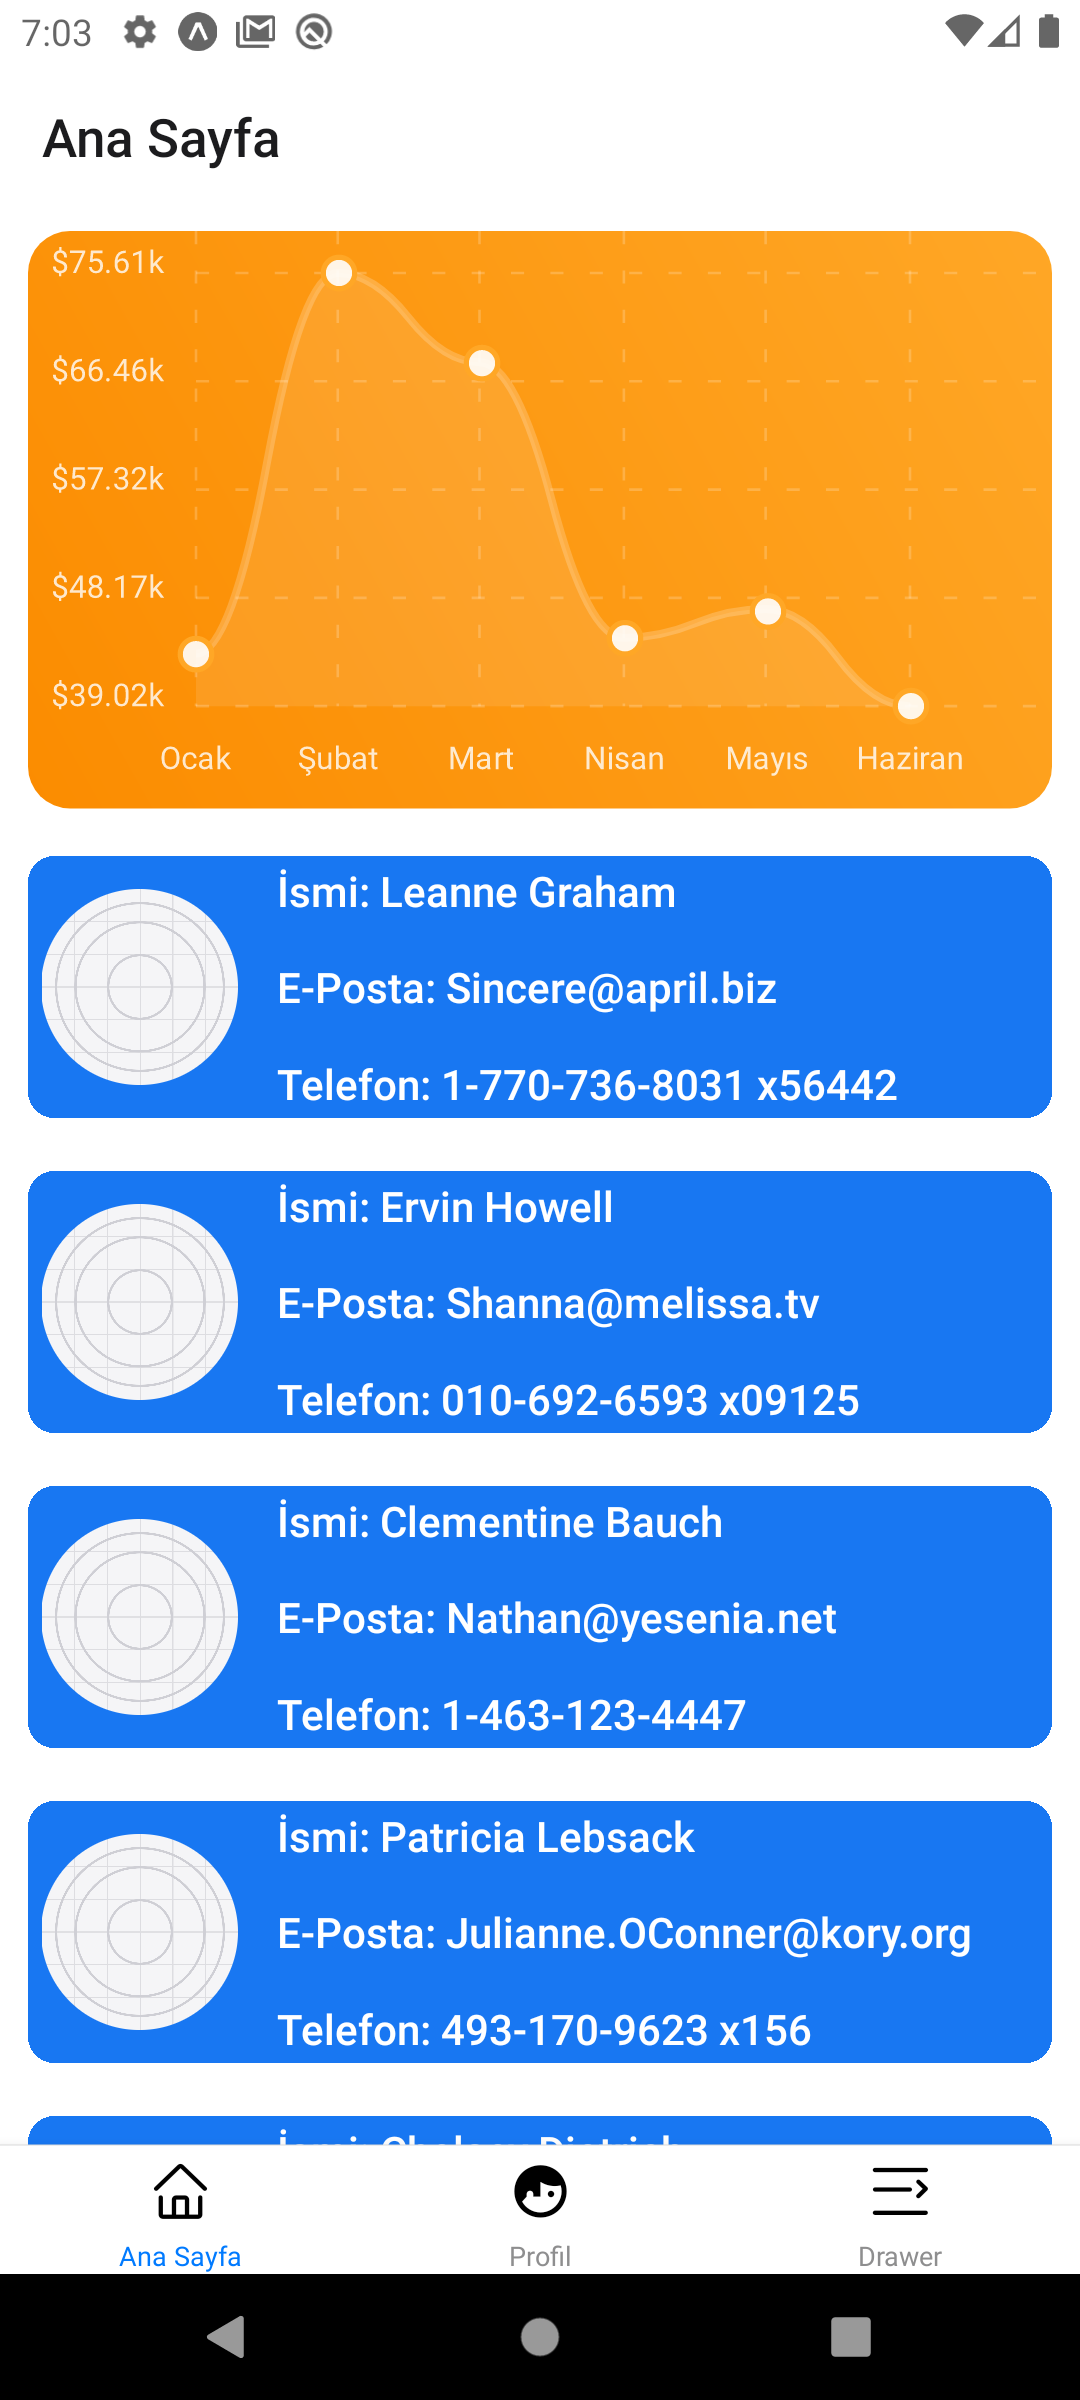 7:03
Ana Sayfa
$75.61k
$66.46k
$57.32k
$48.17k
$39.02k
Ocak Şubat Mart Nisan Mayıs Haziran
İsmi: Leanne Graham
E-Posta: Sincere@april.biz
Telefon: 1-770-736-8031 x56442
İsmi: Ervin Howell
E-Posta: Shanna@melissa.tv
Telefon: 010-692-6593 x09125
İsmi: Clementine Bauch
E-Posta: Nathan@yesenia.net
Telefon: 1-463-123-4447
İsmi: Patricia Lebsack
E-Posta: Julianne.OConner@kory.org
Telefon: 493-170-9623 x156
İsmi: Chelsey Dietrich
Ana Sayfa Profil Drawer